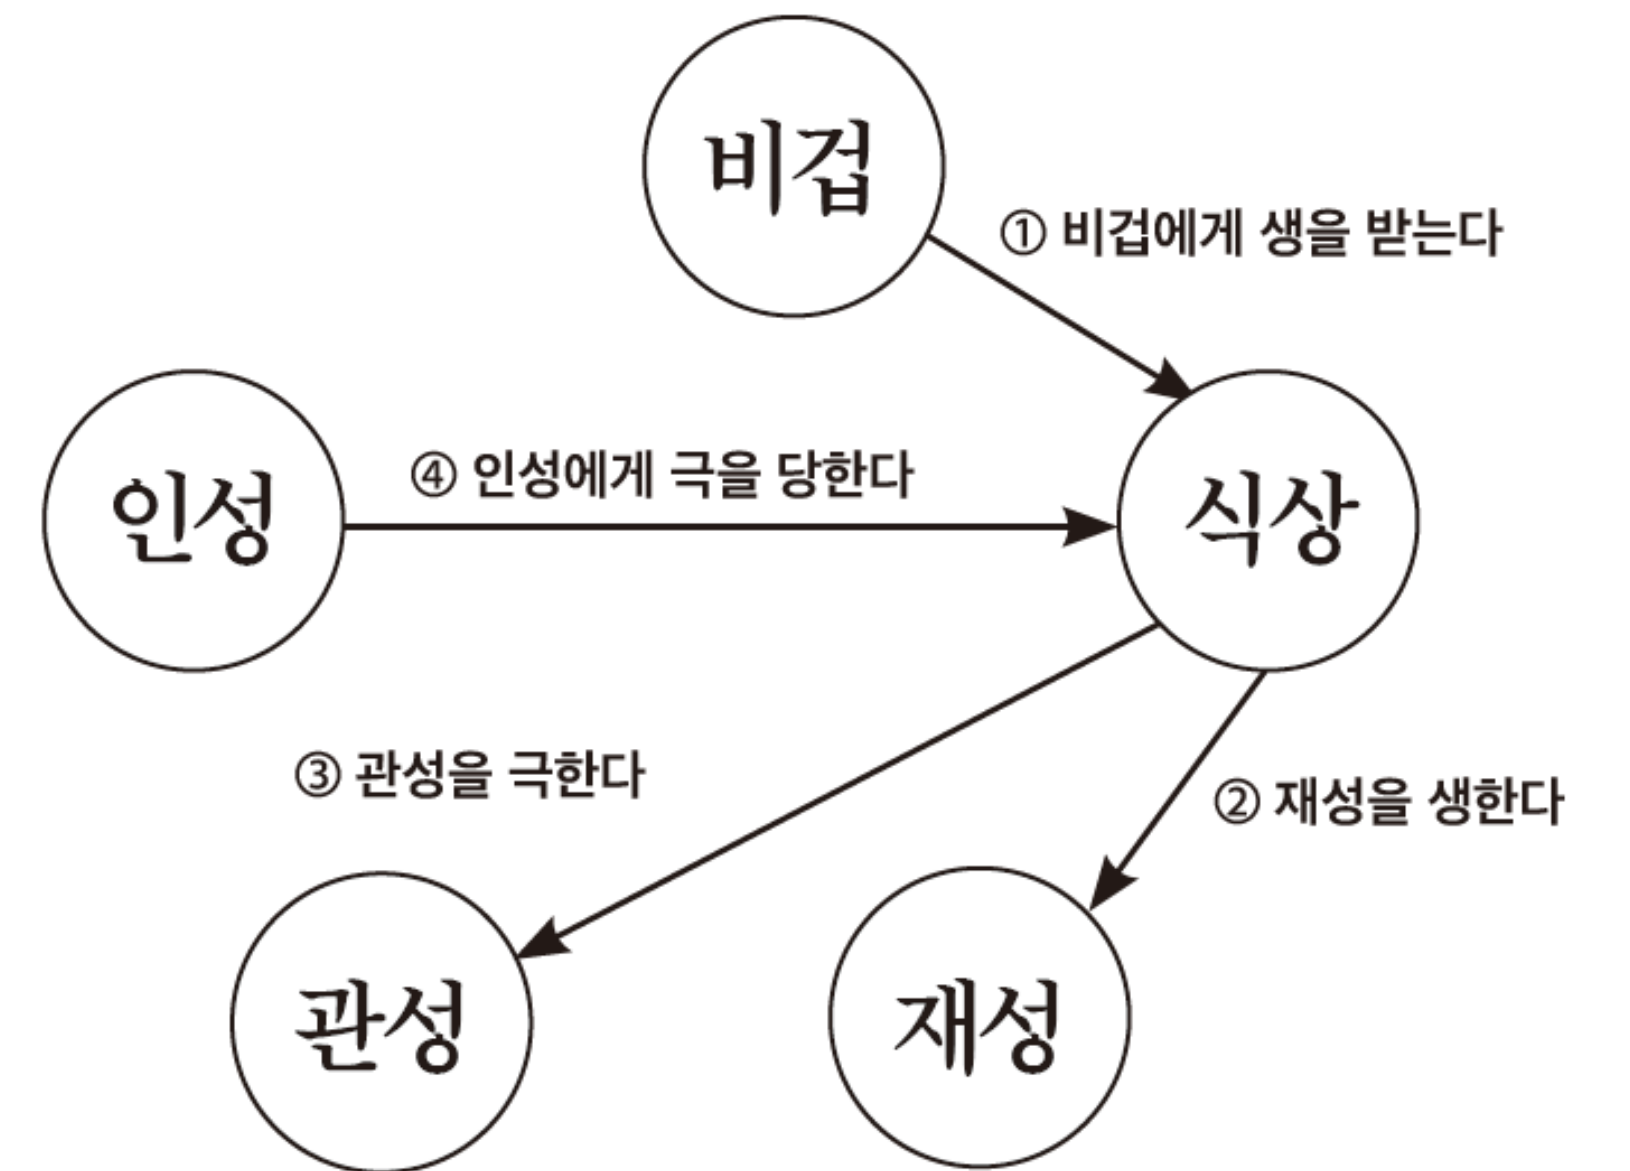 비겁
① 비겁에게 생을 받는다
인성
④ 인성에게 극을 당한다
식상
③ 관성을 극한다
② 재성을 생한다
관성
재성